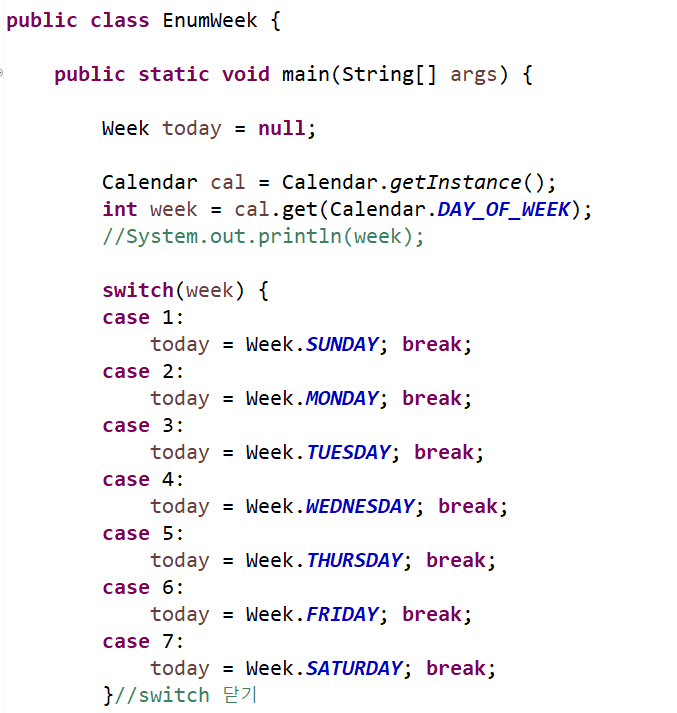 public class EnumWeek {
public static void main(String[] args) {
Week today = null;
Calendar cal = Calendar.getInstance();
int week = cal.get(Calendar.DAY_OF_WEEK);
//System.out.println(week);
switch(week) {
case 1:
today = Week.SUNDAY; break;
case 2:
today = Week.MONDAY; break;
case 3:
today = Week.TUESDAY; break;
case 4:
today = Week.WEDNESDAY; break;
case 5:
today = Week.THURSDAY; break;
case 6:
today = Week.FRIDAY; break;
case 7:
today = Week.SATURDAY; break;
}//switch 닫기